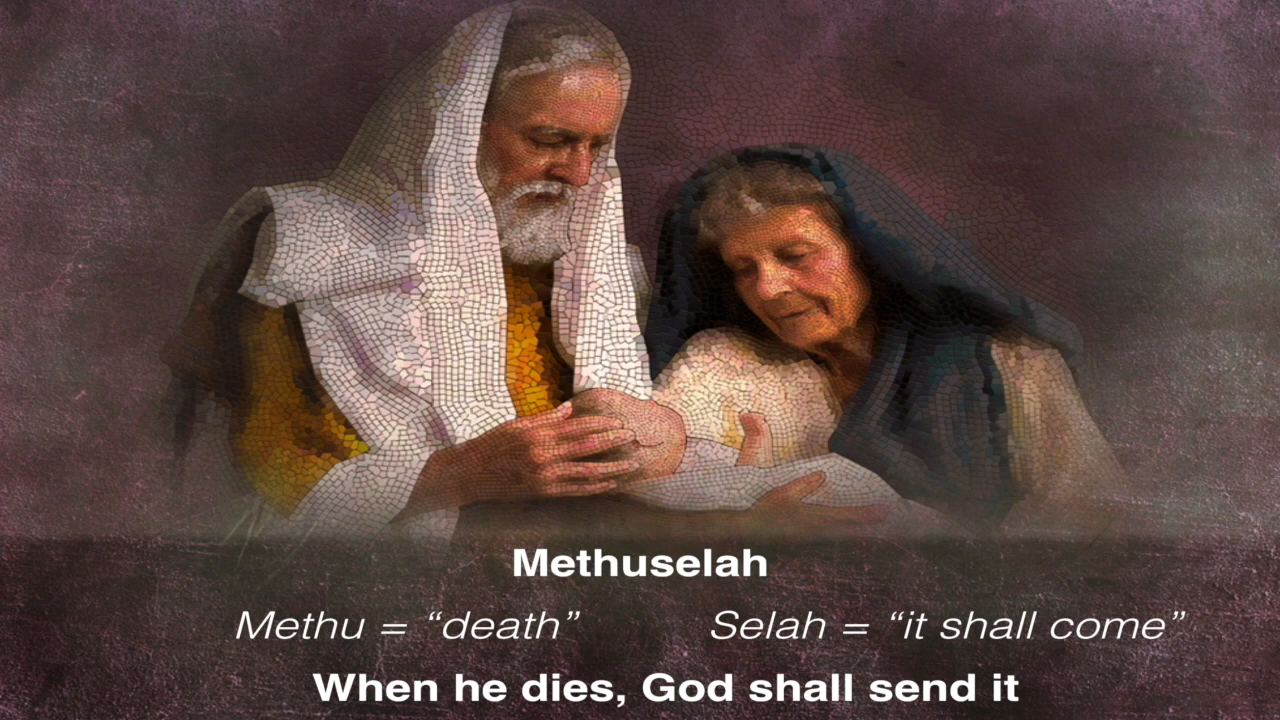 Methuselah
Methu = “death” Selah = “it shall come”
When he dies, God shall send it